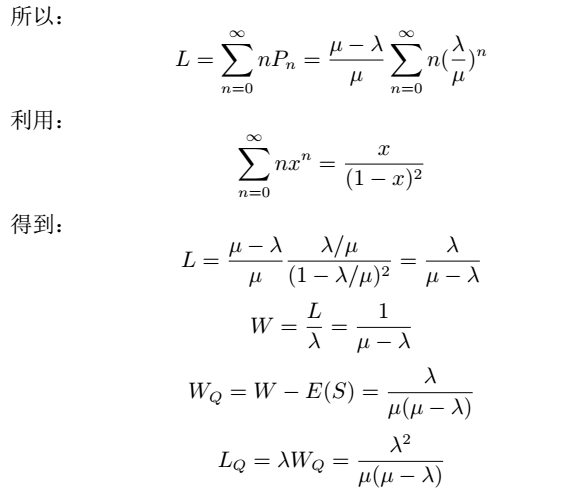 所以：
$$L = \sum_{n=0}^{\infty} nP_n = \frac{\mu - \lambda}{\mu} \sum_{n=0}^{\infty} n(\frac{\lambda}{\mu})^n$$
利用：
$$\sum_{n=0}^{\infty} nx^n = \frac{x}{(1-x)^2}$$
得到：
$$L = \frac{\mu - \lambda}{\mu} \frac{\lambda/\mu}{(1-\lambda/\mu)^2} = \frac{\lambda}{\mu - \lambda}$$
$$W = \frac{L}{\lambda} = \frac{1}{\mu - \lambda}$$
$$W_Q = W - E(S) = \frac{\lambda}{\mu(\mu - \lambda)}$$
$$L_Q = \lambda W_Q = \frac{\lambda^2}{\mu(\mu - \lambda)}$$